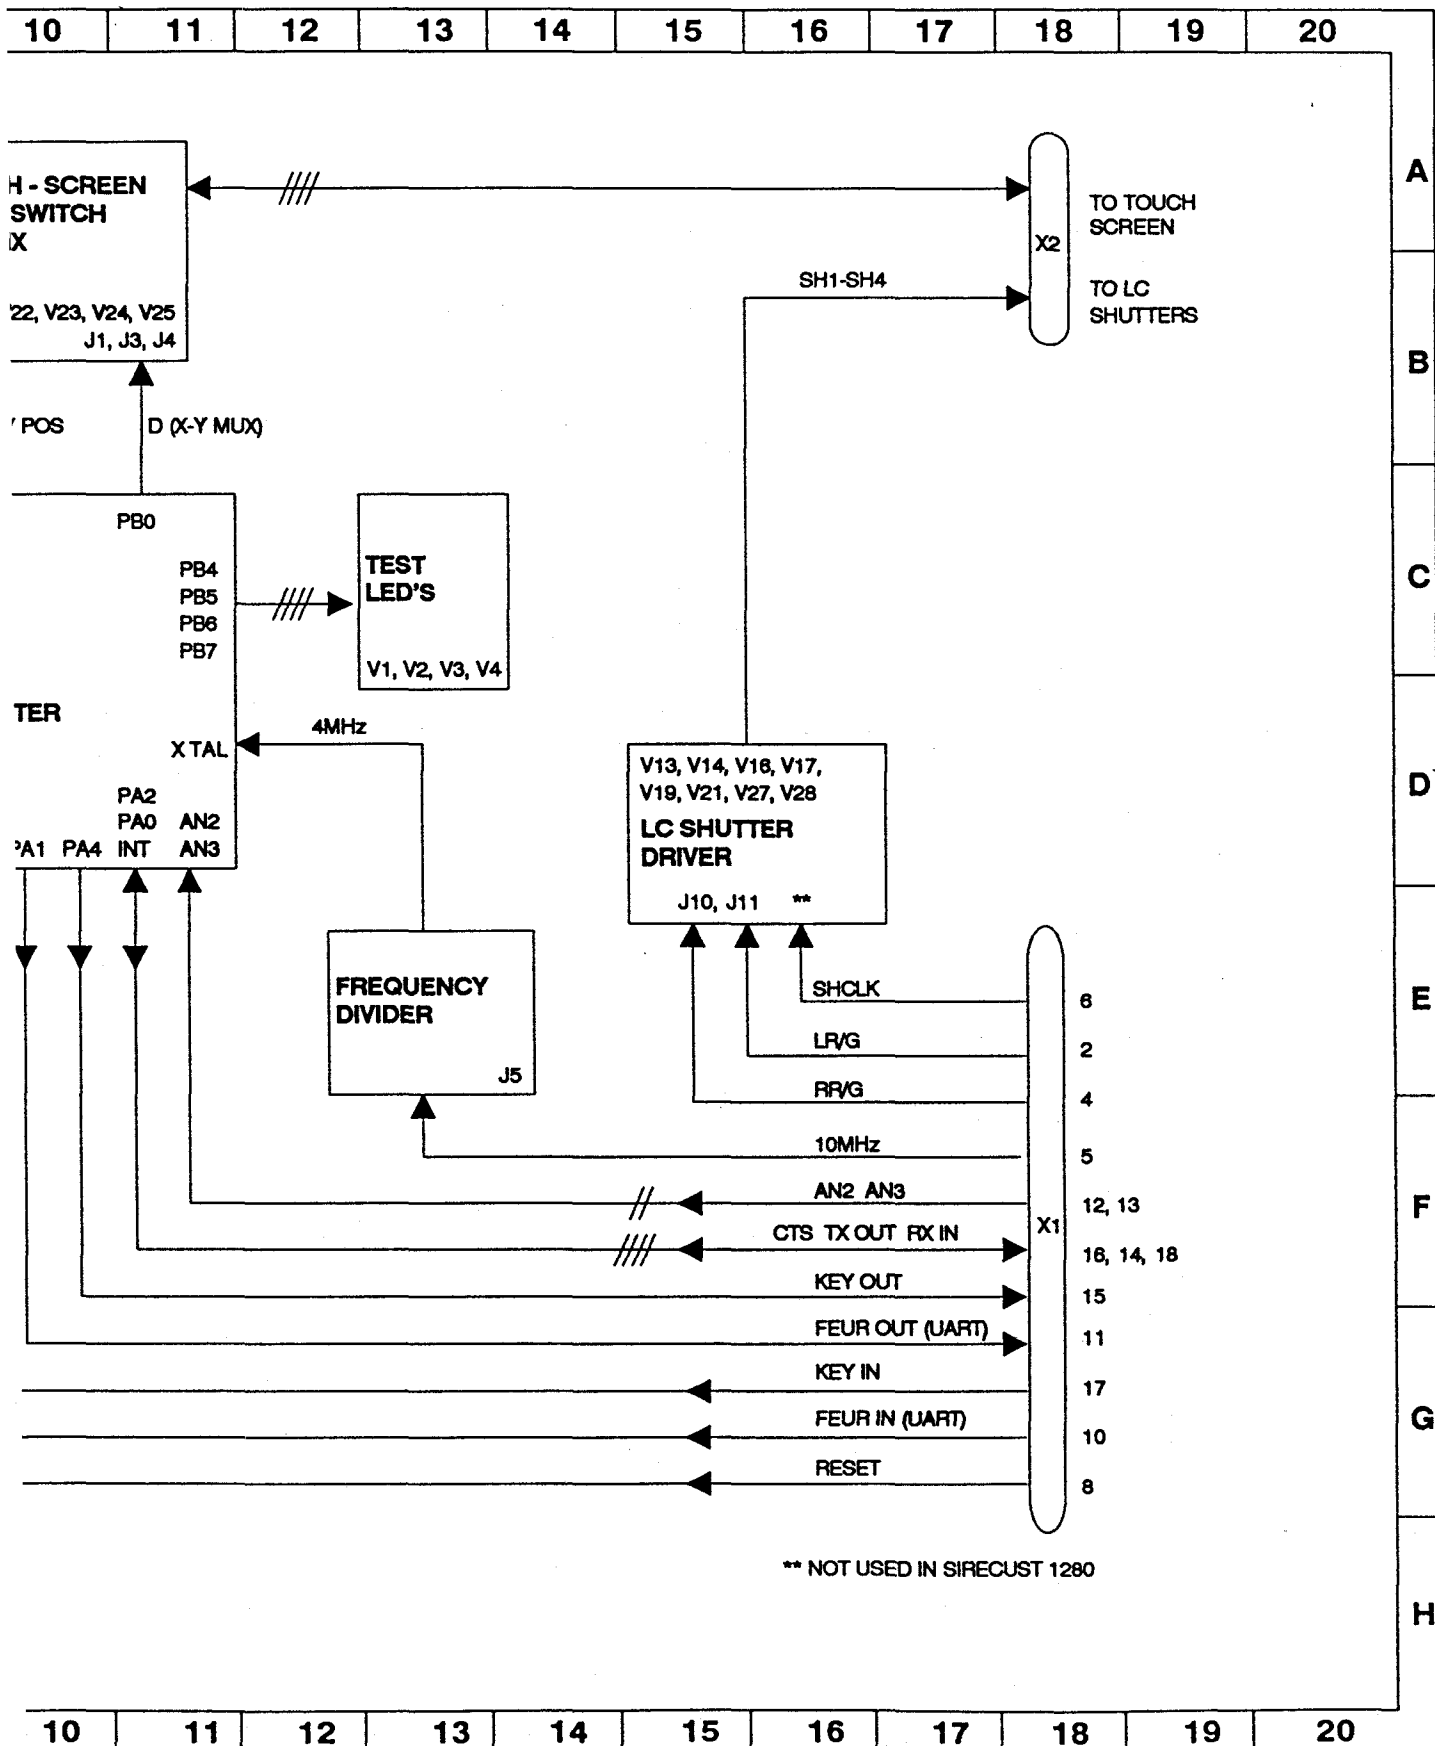 10 11 12 13 14 15 16 17 18 19 20
A
H - SCREEN
SWITCH
IX
TO TOUCH
SCREEN
X2
SH1-SH4
TO LC
SHUTTERS
V22, V23, V24, V25
J1, J3, J4
B
POS
D (X-Y MUX)
PB0
PB4
PB5
PB6
PB7
TEST
LED'S
V1, V2, V3, V4
C
TER
4MHz
X TAL
V13, V14, V16, V17,
V19, V21, V27, V28
LC SHUTTER
DRIVER
J10, J11 **
D
PA2
PA0 AN2
PA1 PA4 INT AN3
FREQUENCY
DIVIDER
J5
SHCLK 6
E
LR/G 2
RR/G 4
10MHz 5
AN2 AN3 12, 13
F
X1
CTS TX OUT RX IN 16, 14, 18
KEY OUT 15
FEUR OUT (UART) 11
KEY IN 17
FEUR IN (UART) 10
G
RESET 8
** NOT USED IN SIRECUST 1280
H
10 11 12 13 14 15 16 17 18 19 20